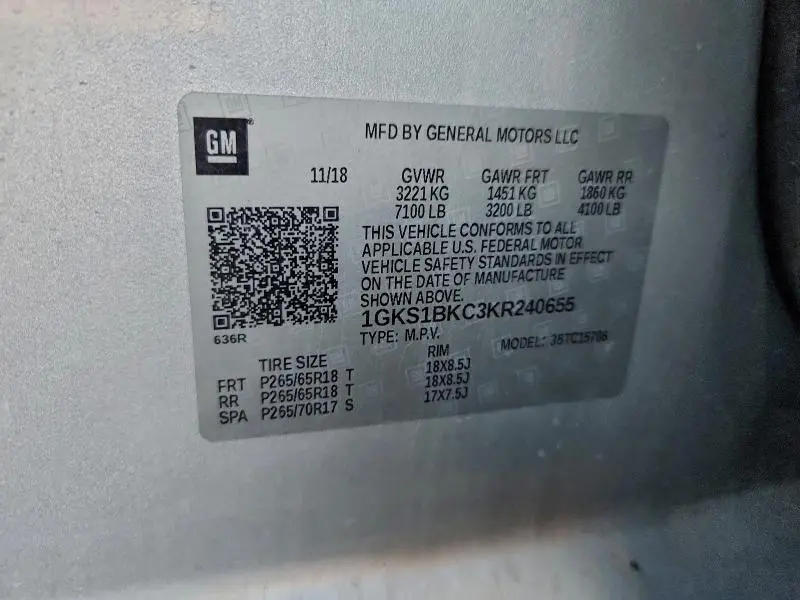 GM
MFD BY GENERAL MOTORS LLC
11/18 GVWR GAWR FRT GAWR RR
3221 KG 1451 KG 1860 KG
7100 LB 3200 LB 4100 LB
THIS VEHICLE CONFORMS TO ALL
APPLICABLE U.S. FEDERAL MOTOR
VEHICLE SAFETY STANDARDS IN EFFECT
ON THE DATE OF MANUFACTURE
SHOWN ABOVE.
1GKS1BKC3KR240655
636R
TYPE: M.P.V. MODEL:
TIRE SIZE RIM
FRT P265/65R18 T 18X8.5J
RR P265/65R18 T 18X8.5J
SPA P265/70R17 S 17X7.5J